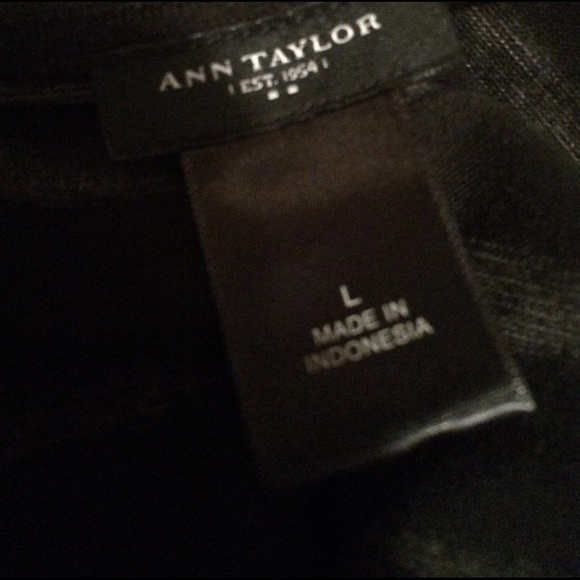 ANN TAYLOR
EST. 1954
L
MADE IN
INDONESIA